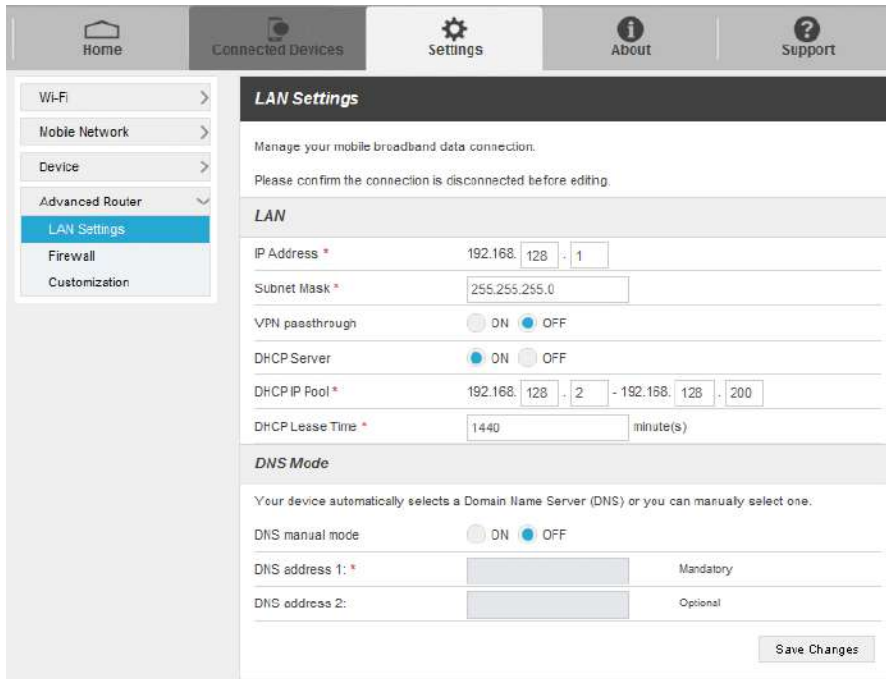 Home
Connected Devices
Settings
About
Support
Wi-Fi
Mobile Network
Device
Advanced Router
LAN Settings
Firewall
Customization
LAN Settings
Manage your mobile broadband data connection.
Please confirm the connection is disconnected before editing.
LAN
IP Address * 192.168. 128 . 1
Subnet Mask * 255.255.255.0
VPN passthrough ON OFF
DHCP Server ON OFF
DHCP IP Pool * 192.168. 128 . 2 - 192.168. 128 . 200
DHCP Lease Time * 1440 minute(s)
DNS Mode
Your device automatically selects a Domain Name Server (DNS) or you can manually select one.
DNS manual mode ON OFF
DNS address 1: * Mandatory
DNS address 2: Optional
Save Changes